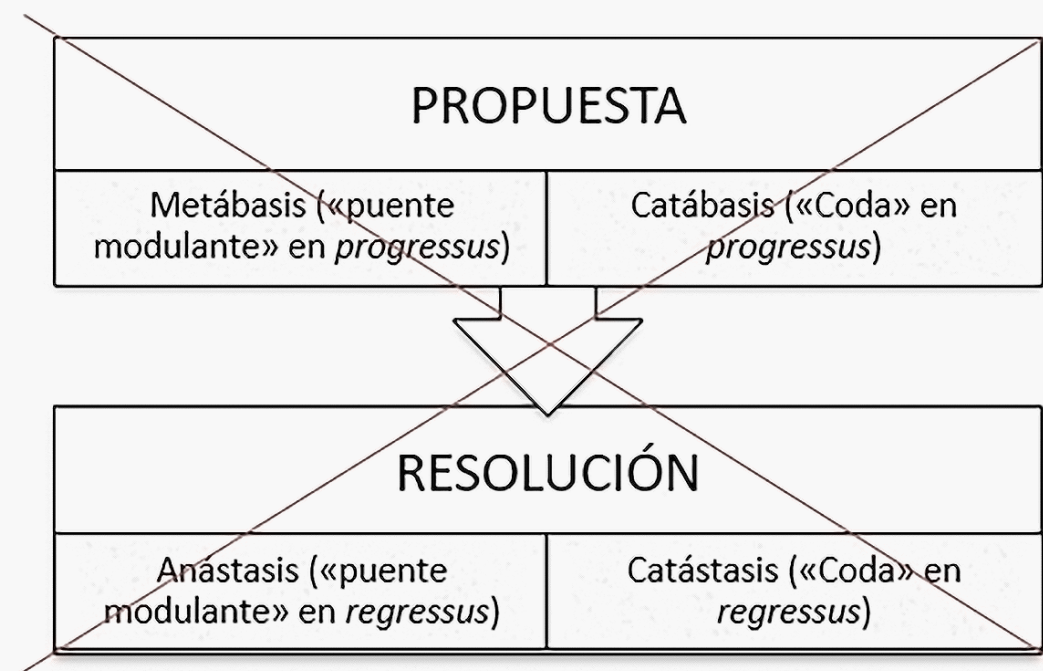 PROPUESTA
Metábasis («puente
modulante» en progressus)
Catábasis («Coda» en
progressus)
RESOLUCIÓN
Anástasis («puente
modulante» en regressus)
Catástasis («Coda» en
regressus)